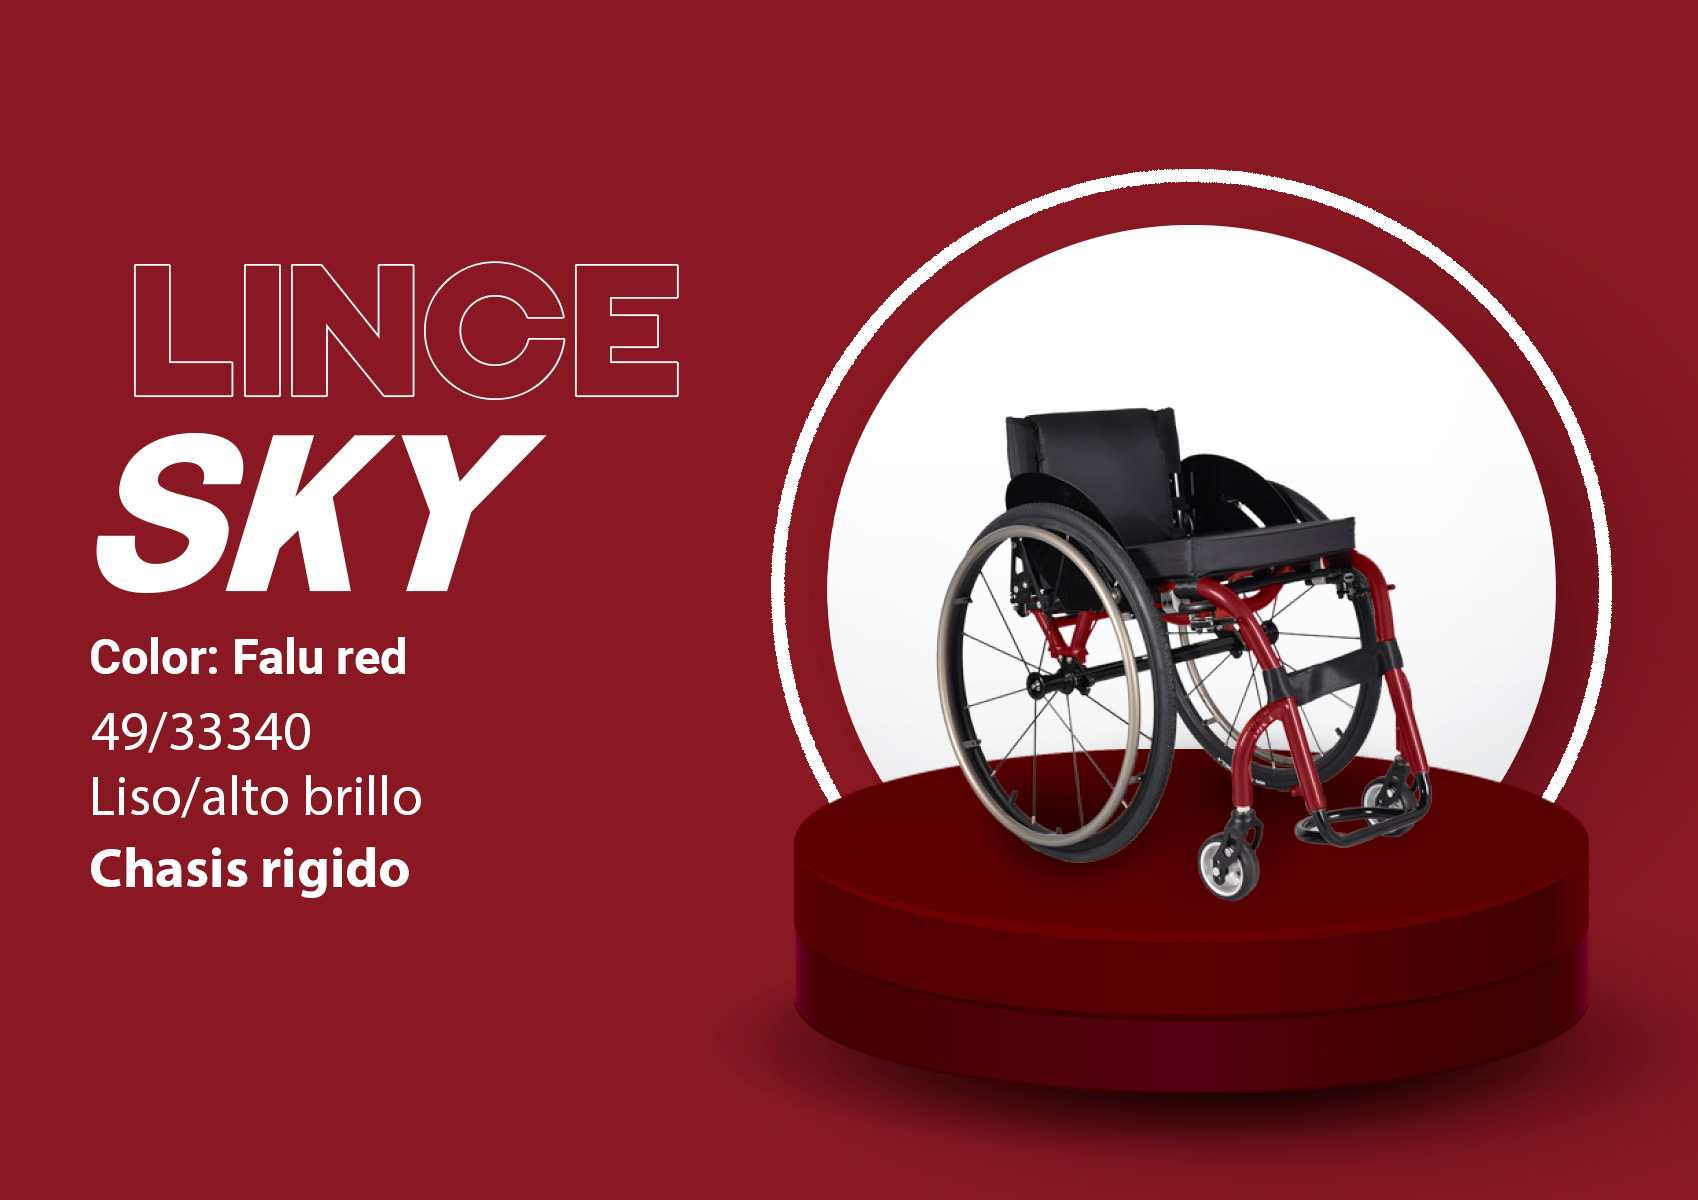 LINCE
SKY
Color: Falu red
49/33340
Liso/alto brillo
Chasis rigido